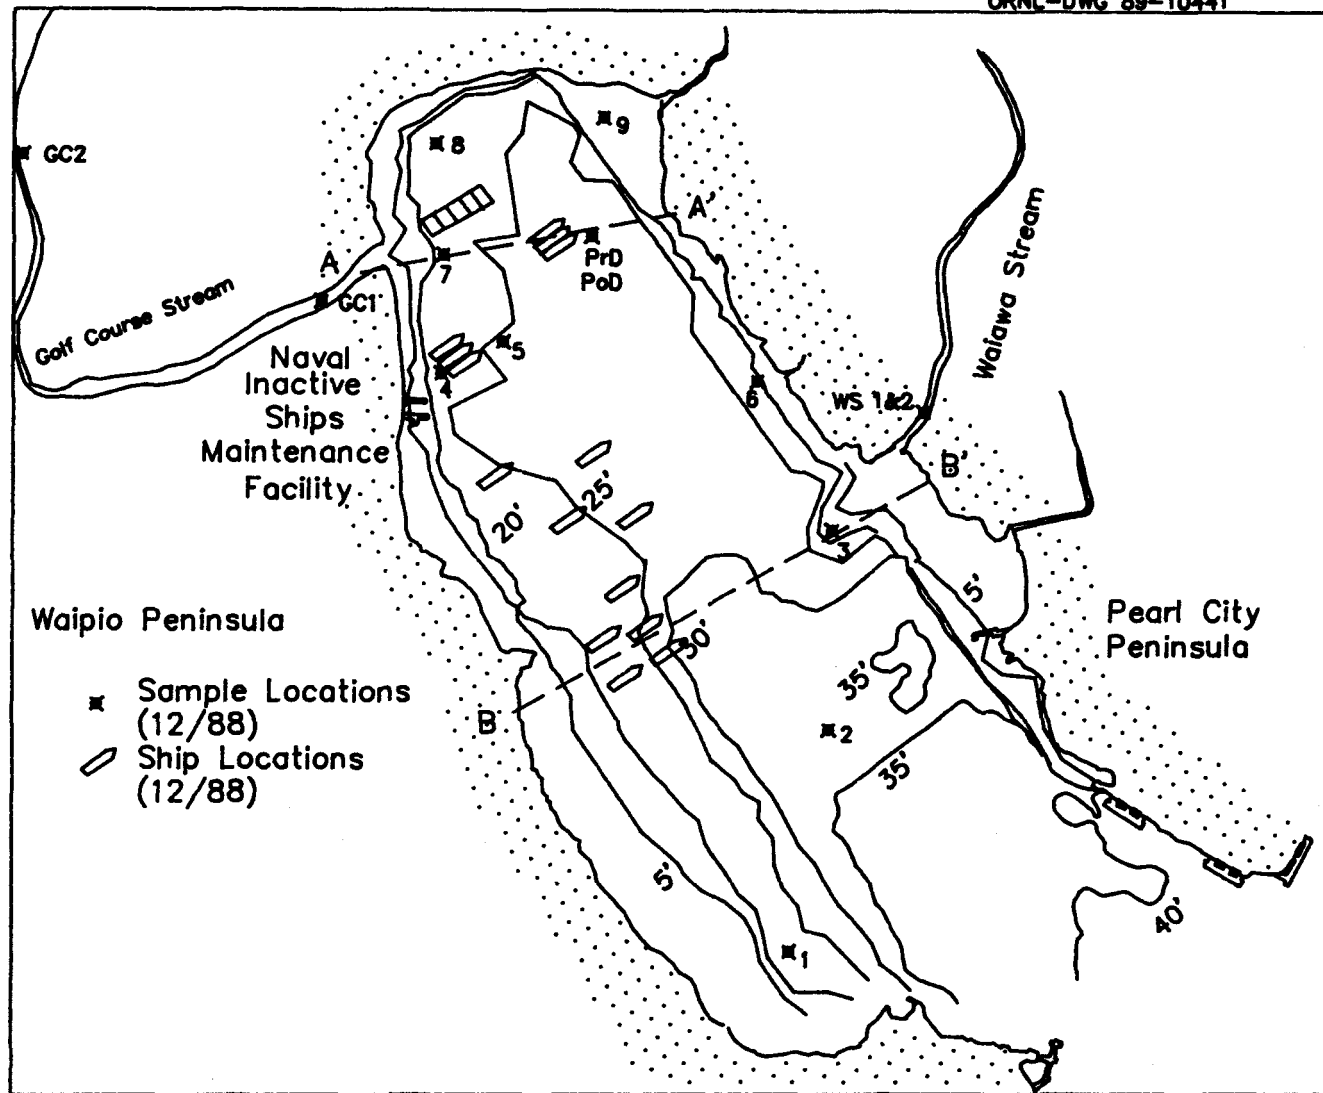 ORNL-DWG 89-10441
9
8
GC2
A'
PrD
PoD
7
A
GC1
Golf Course Stream
Waiawa Stream
Naval
Inactive
Ships
Maintenance
Facility
5
4
6
WS 1&2
B'
25'
20'
3
5'
Waipio Peninsula
Pearl City
Peninsula
30'
35'
Sample Locations
(12/88)
B
2
35'
Ship Locations
(12/88)
5'
40'
1